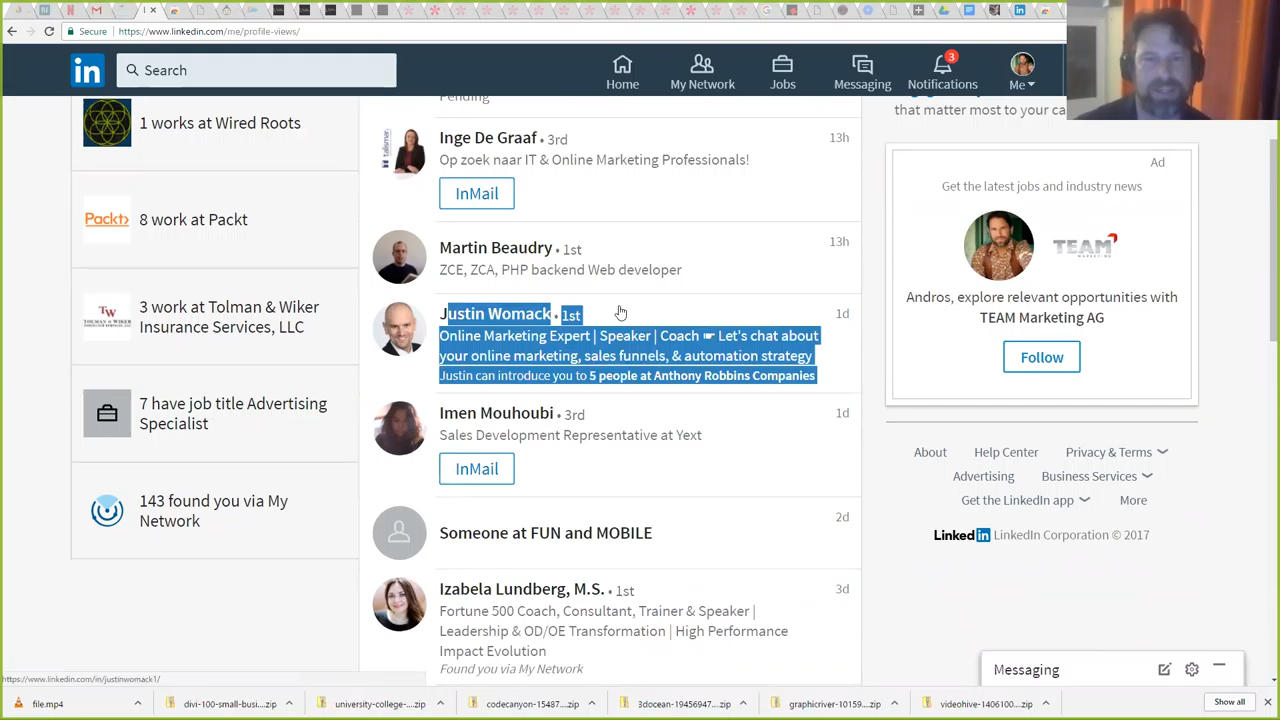 Secure
https://www.linkedin.com/me/profile-views/
in
Search
Home
My Network
Jobs
Messaging
3
Notifications
Me
Pending
1 works at Wired Roots
Packt
8 work at Packt
TW
TOLMAN & WIKER
3 work at Tolman & Wiker
Insurance Services, LLC
7 have job title Advertising
Specialist
143 found you via My
Network
talismar.
Inge De Graaf • 3rd
13h
Op zoek naar IT & Online Marketing Professionals!
InMail
Martin Beaudry • 1st
13h
ZCE, ZCA, PHP backend Web developer
Justin Womack • 1st
1d
Online Marketing Expert | Speaker | Coach ☛ Let's chat about
your online marketing, sales funnels, & automation strategy
Justin can introduce you to 5 people at Anthony Robbins Companies
Imen Mouhoubi • 3rd
1d
Sales Development Representative at Yext
InMail
2d
Someone at FUN and MOBILE
Izabela Lundberg, M.S. • 1st
3d
Fortune 500 Coach, Consultant, Trainer & Speaker |
Leadership & OD/OE Transformation | High Performance
Impact Evolution
Found you via My Network
that matter most to your ca
Ad
Get the latest jobs and industry news
TEAM
MARKETING
Andros, explore relevant opportunities with
TEAM Marketing AG
Follow
About
Help Center
Privacy & Terms
Advertising
Business Services
Get the LinkedIn app
More
Linked in LinkedIn Corporation © 2017
Messaging
https://www.linkedin.com/in/justinwomack1/
file.mp4
divi-100-small-busi....zip
university-college-....zip
codecanyon-15487....zip
3docean-19456947....zip
graphicriver-10159....zip
videohive-1406100....zip
Show all